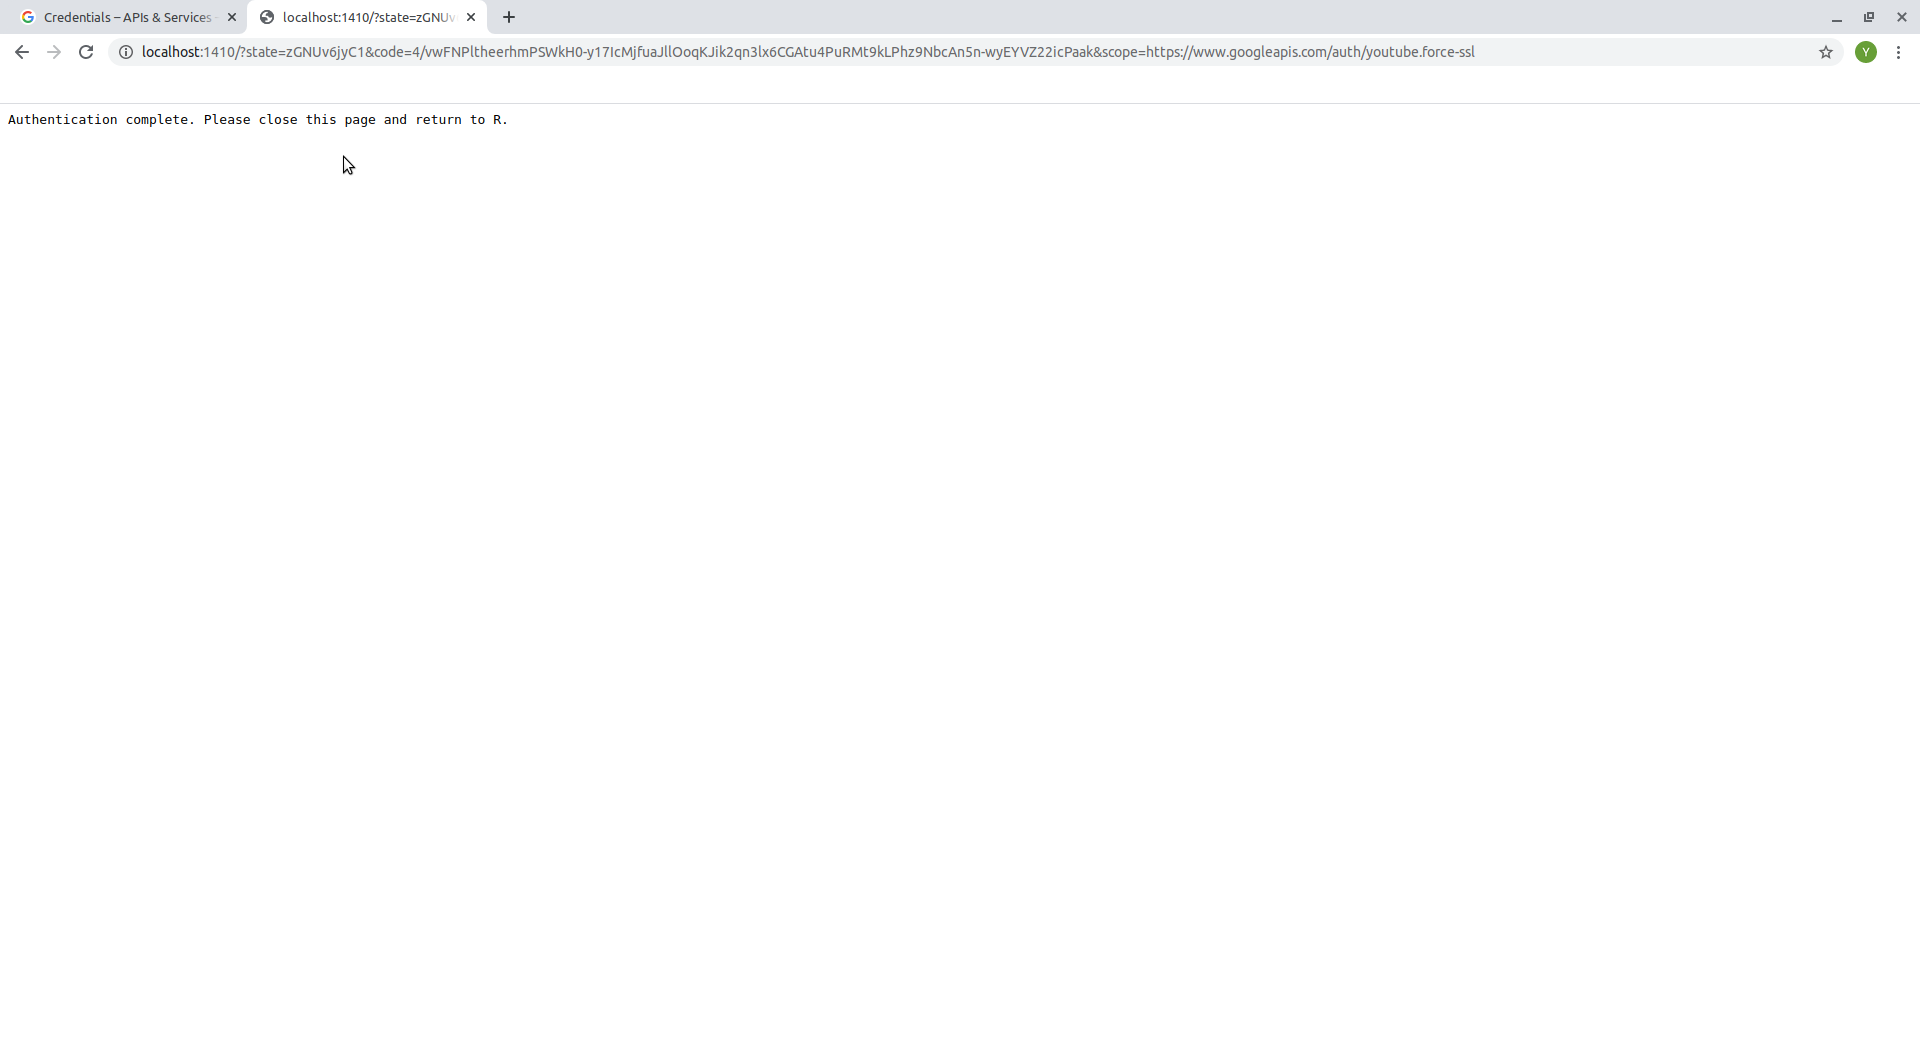 Credentials – APIs & Services
localhost:1410/?state=zGNUv
localhost:1410/?state=zGNUv6jyC1&code=4/vwFNPltheerhmPSWkH0-y17IcMjfuaJllOoqKJik2qn3lx6CGAtu4PuRMt9kLPhz9NbcAn5n-wyEYVZ22icPaak&scope=https://www.googleapis.com/auth/youtube.force-ssl
Y
Authentication complete. Please close this page and return to R.